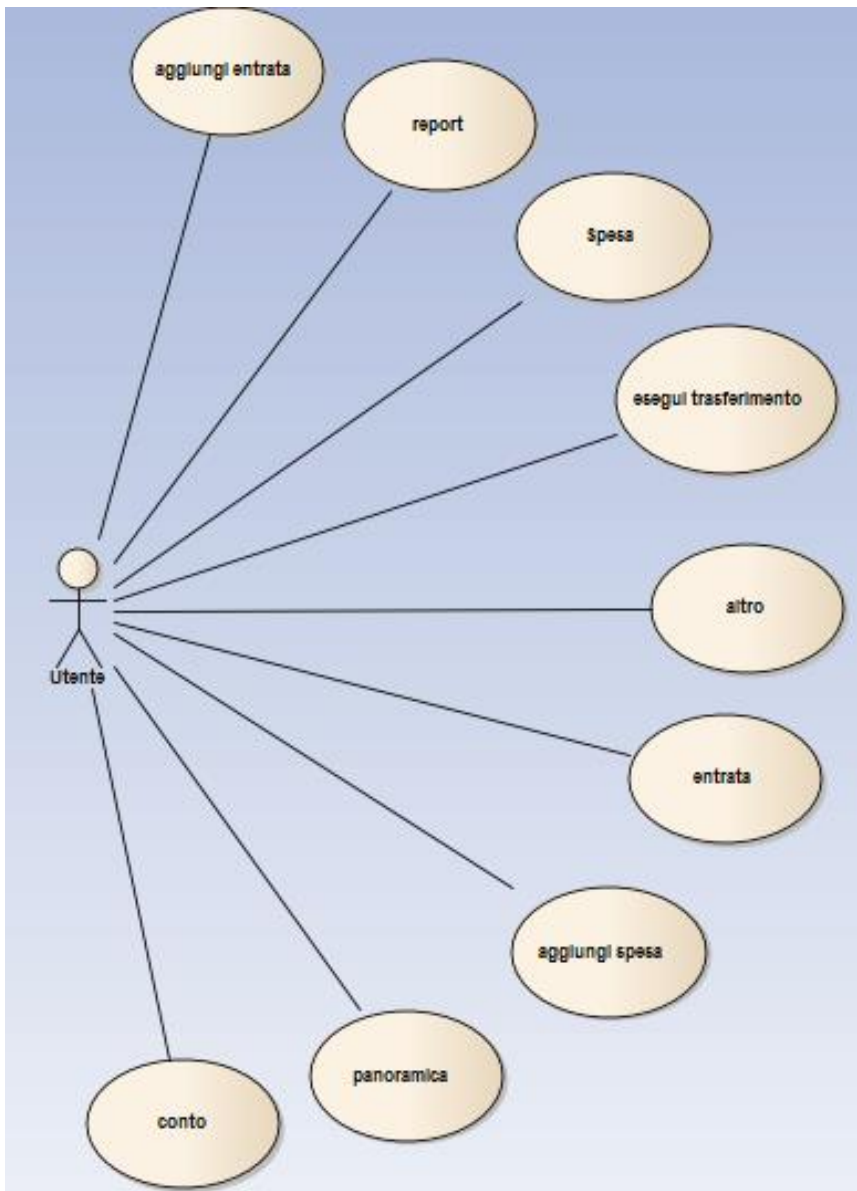 aggiungi entrata
report
Spesa
esegui trasferimento
altro
entrata
Utente
aggiungi spesa
panoramica
conto